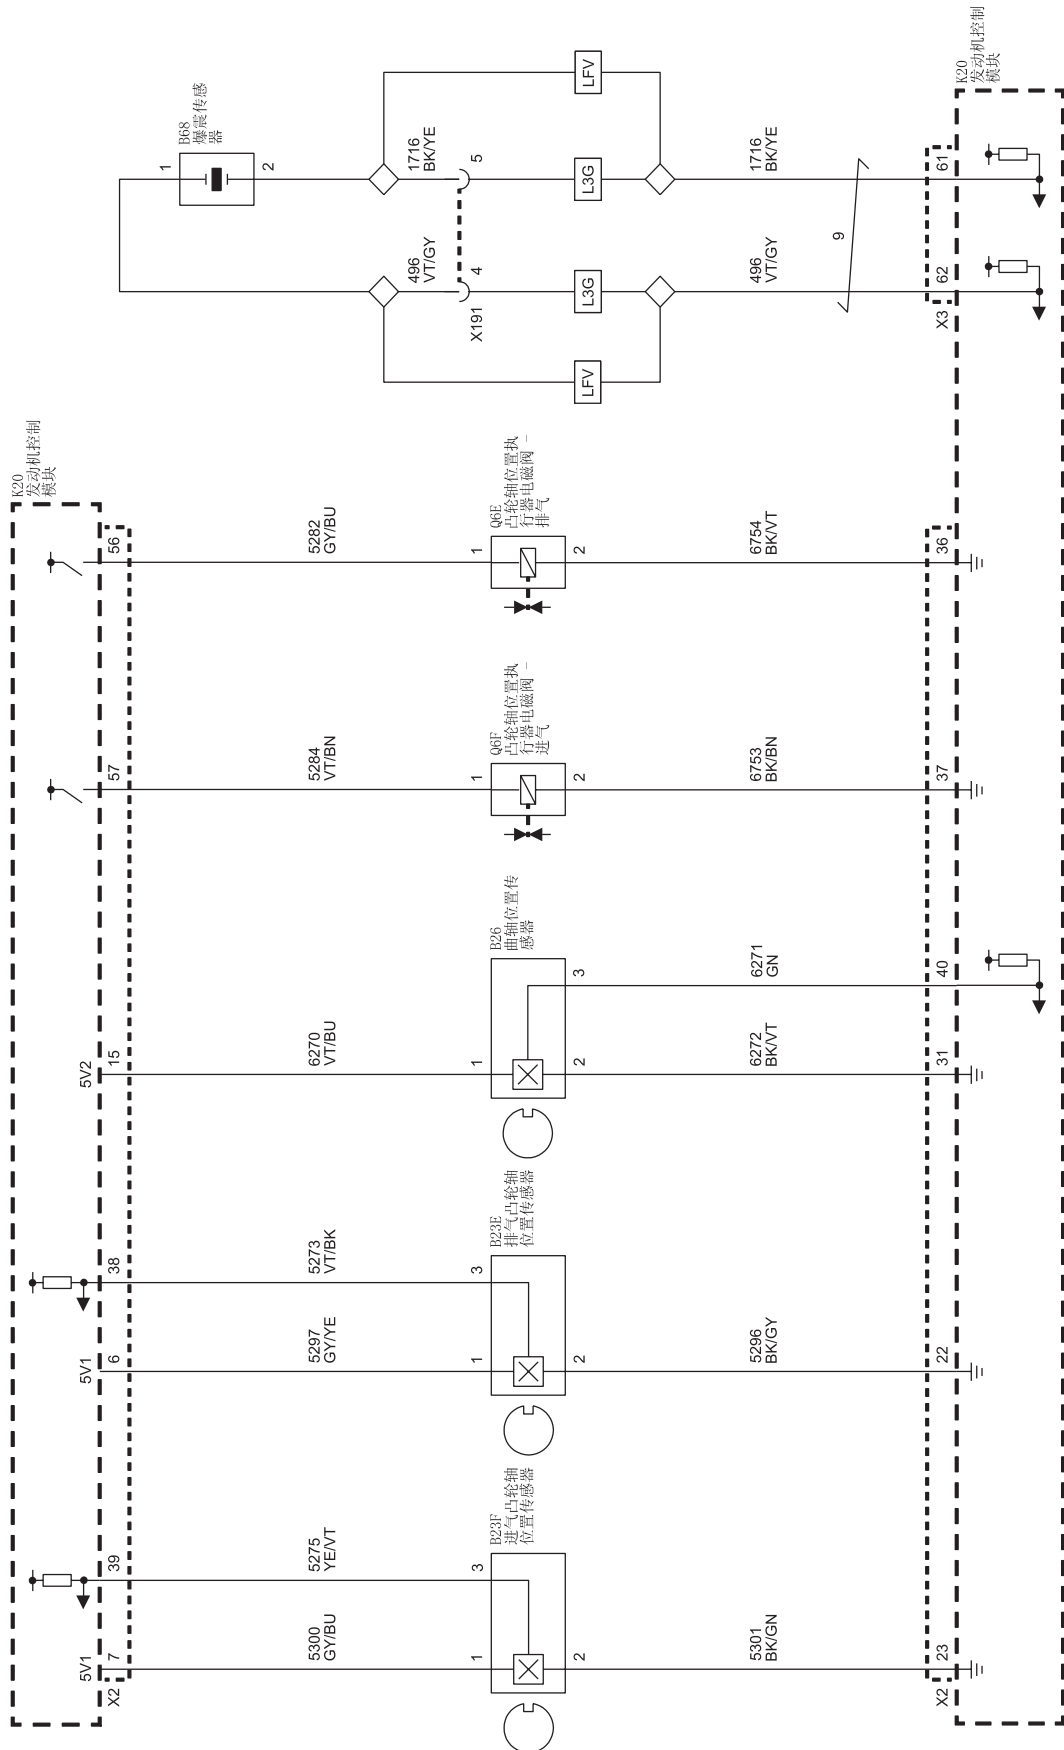 K20
发动机控制
模块
5V1
7
39
5V1
6
38
5V2
15
57
56
X2
5300
GY/BU
5275
YE/VT
5297
GY/YE
5273
VT/BK
6270
VT/BU
5284
VT/BN
5282
GY/BU
B23F
进气凸轮轴
位置传感器
1
3
2
B23E
排气凸轮轴
位置传感器
1
3
2
B26
曲轴位置传
感器
1
2
3
Q6F
凸轮轴位置执
行器电磁阀 -
进气
1
2
Q6E
凸轮轴位置执
行器电磁阀 -
排气
1
2
5301
BK/GN
5296
BK/GY
6272
BK/VT
6271
GN
6753
BK/BN
6754
BK/VT
X2
23
22
31
40
37
36
B68
爆震传感
器
1
2
496
VT/GY
1716
BK/YE
X191
4
5
LFV
L3G
L3G
LFV
496
VT/GY
1716
BK/YE
9
X3
62
61
K20
发动机控制
模块